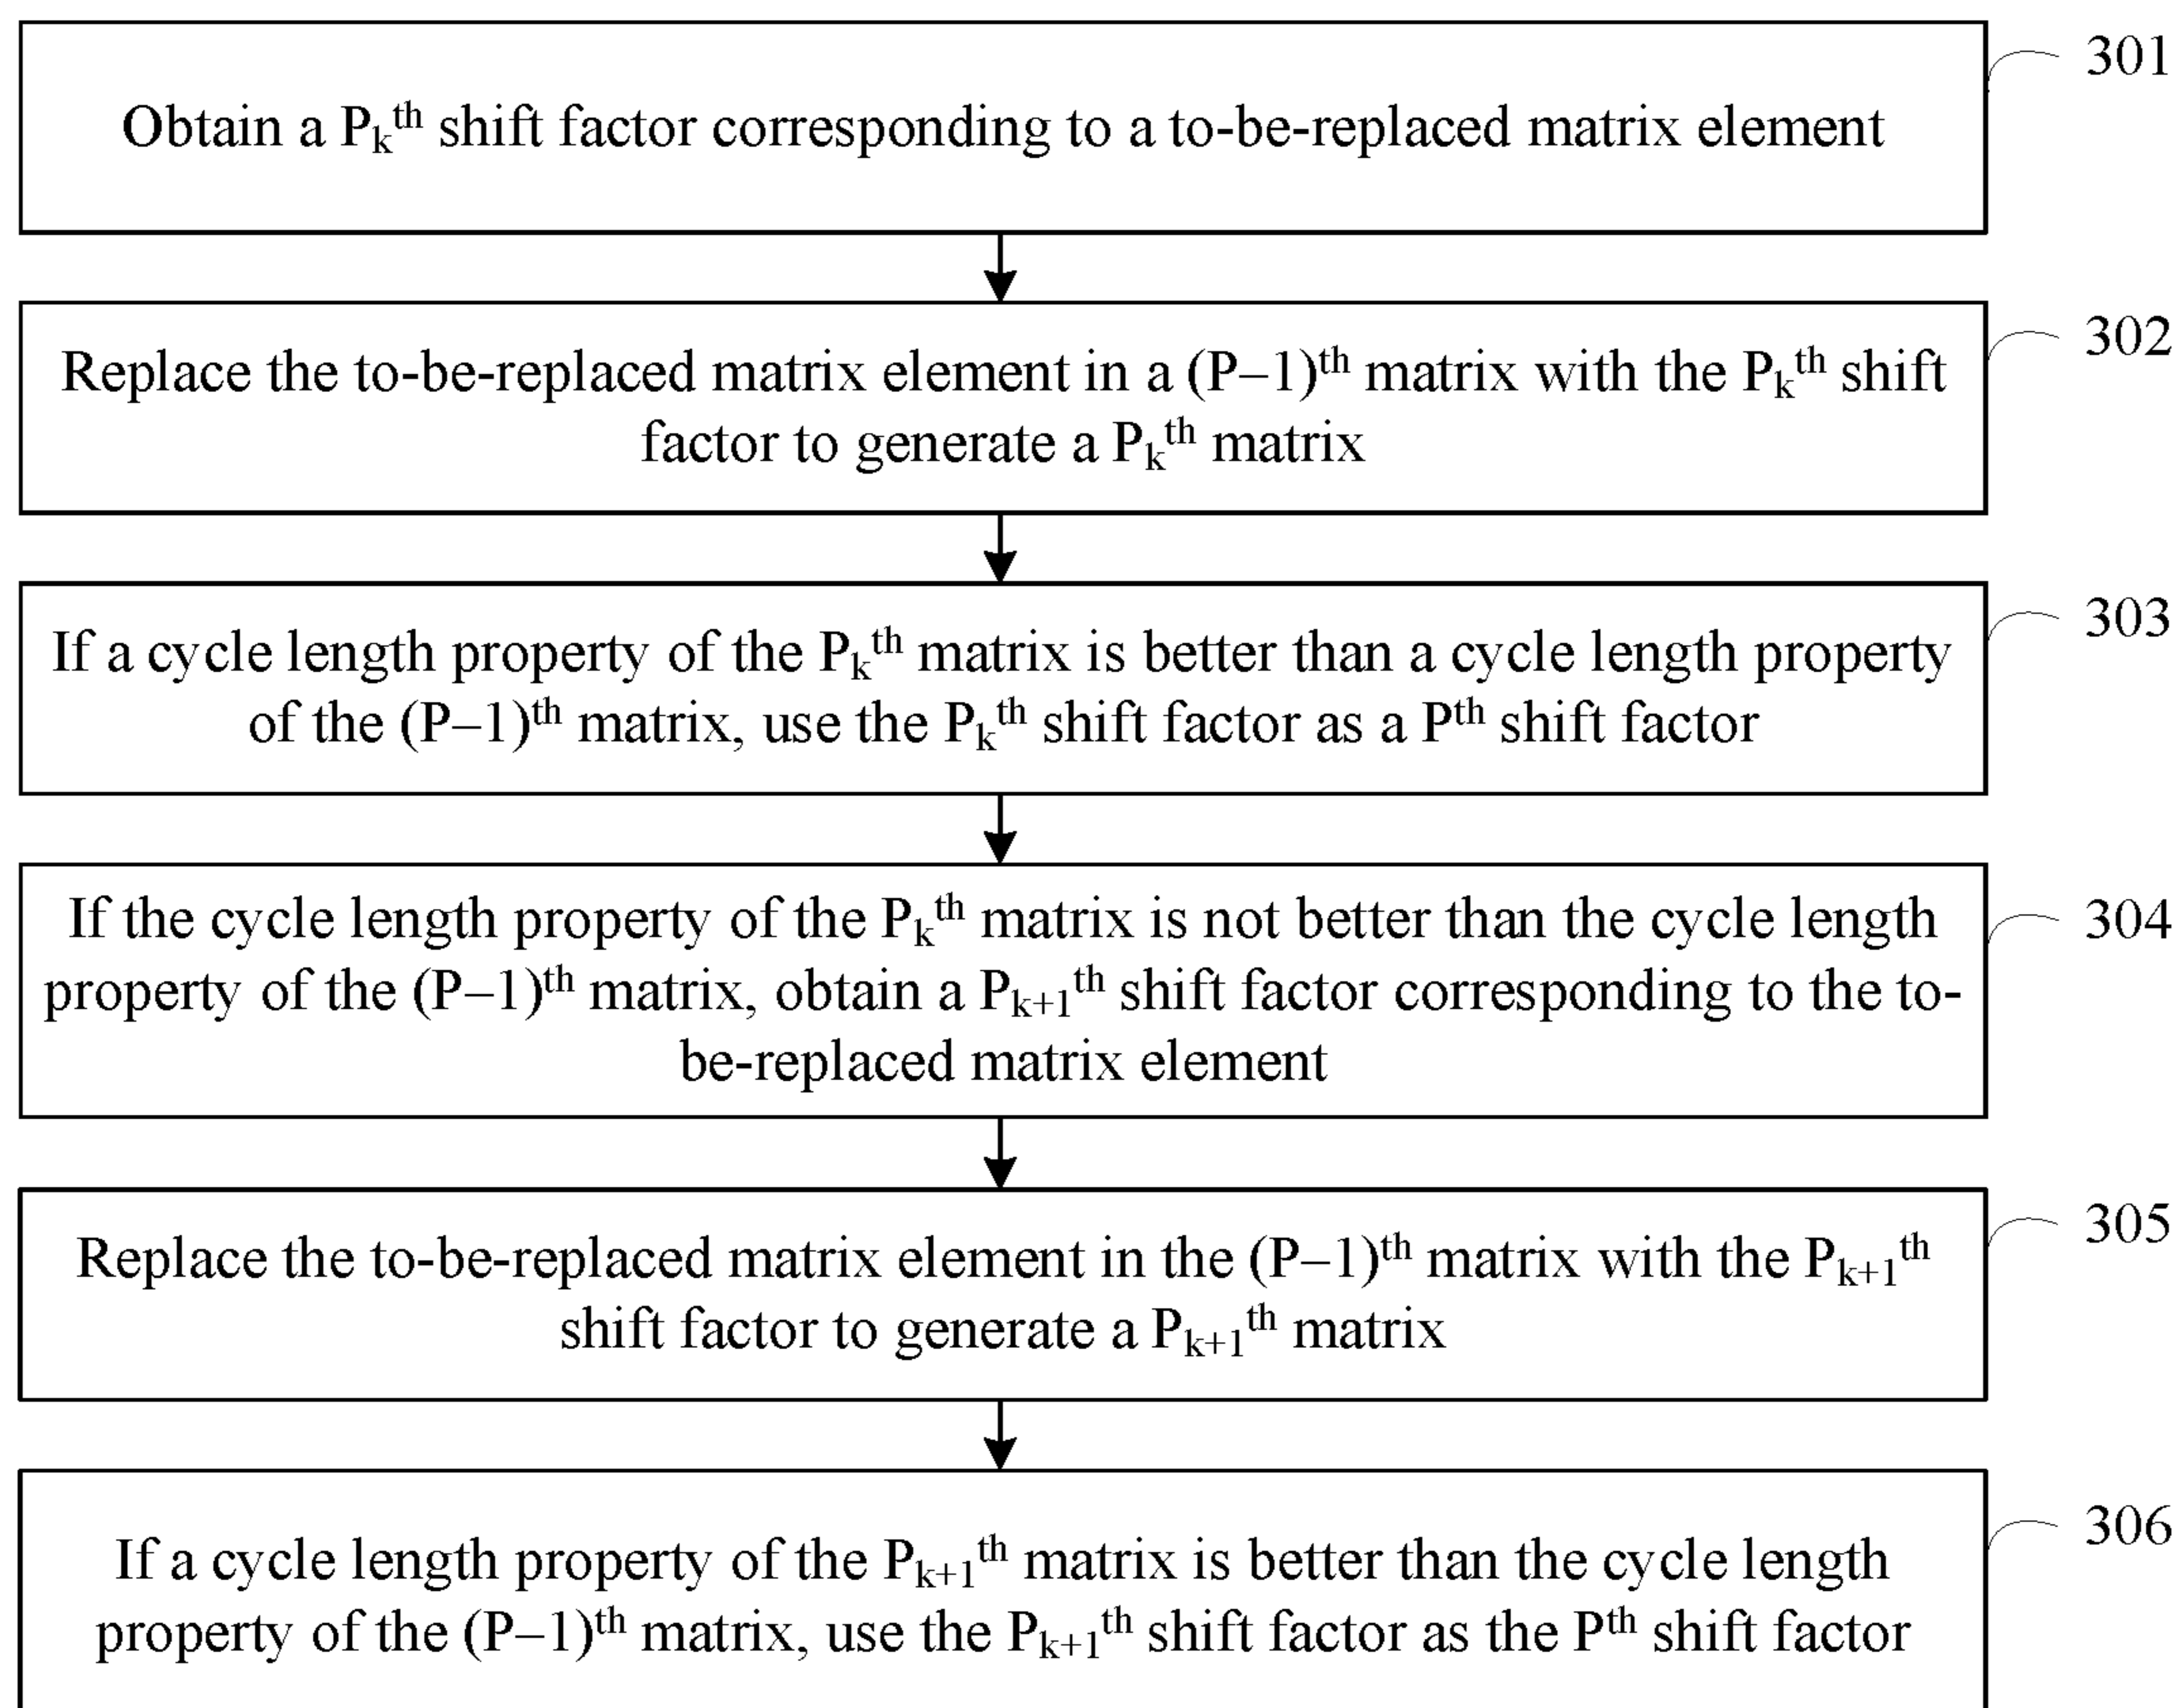 301
Obtain a Pₖᵗʰ shift factor corresponding to a to-be-replaced matrix element
302
Replace the to-be-replaced matrix element in a (P–1)ᵗʰ matrix with the Pₖᵗʰ shift
factor to generate a Pₖᵗʰ matrix
303
If a cycle length property of the Pₖᵗʰ matrix is better than a cycle length property
of the (P–1)ᵗʰ matrix, use the Pₖᵗʰ shift factor as a Pᵗʰ shift factor
304
If the cycle length property of the Pₖᵗʰ matrix is not better than the cycle length
property of the (P–1)ᵗʰ matrix, obtain a Pₖ₊₁ᵗʰ shift factor corresponding to the to-
be-replaced matrix element
305
Replace the to-be-replaced matrix element in the (P–1)ᵗʰ matrix with the Pₖ₊₁ᵗʰ
shift factor to generate a Pₖ₊₁ᵗʰ matrix
306
If a cycle length property of the Pₖ₊₁ᵗʰ matrix is better than the cycle length
property of the (P–1)ᵗʰ matrix, use the Pₖ₊₁ᵗʰ shift factor as the Pᵗʰ shift factor